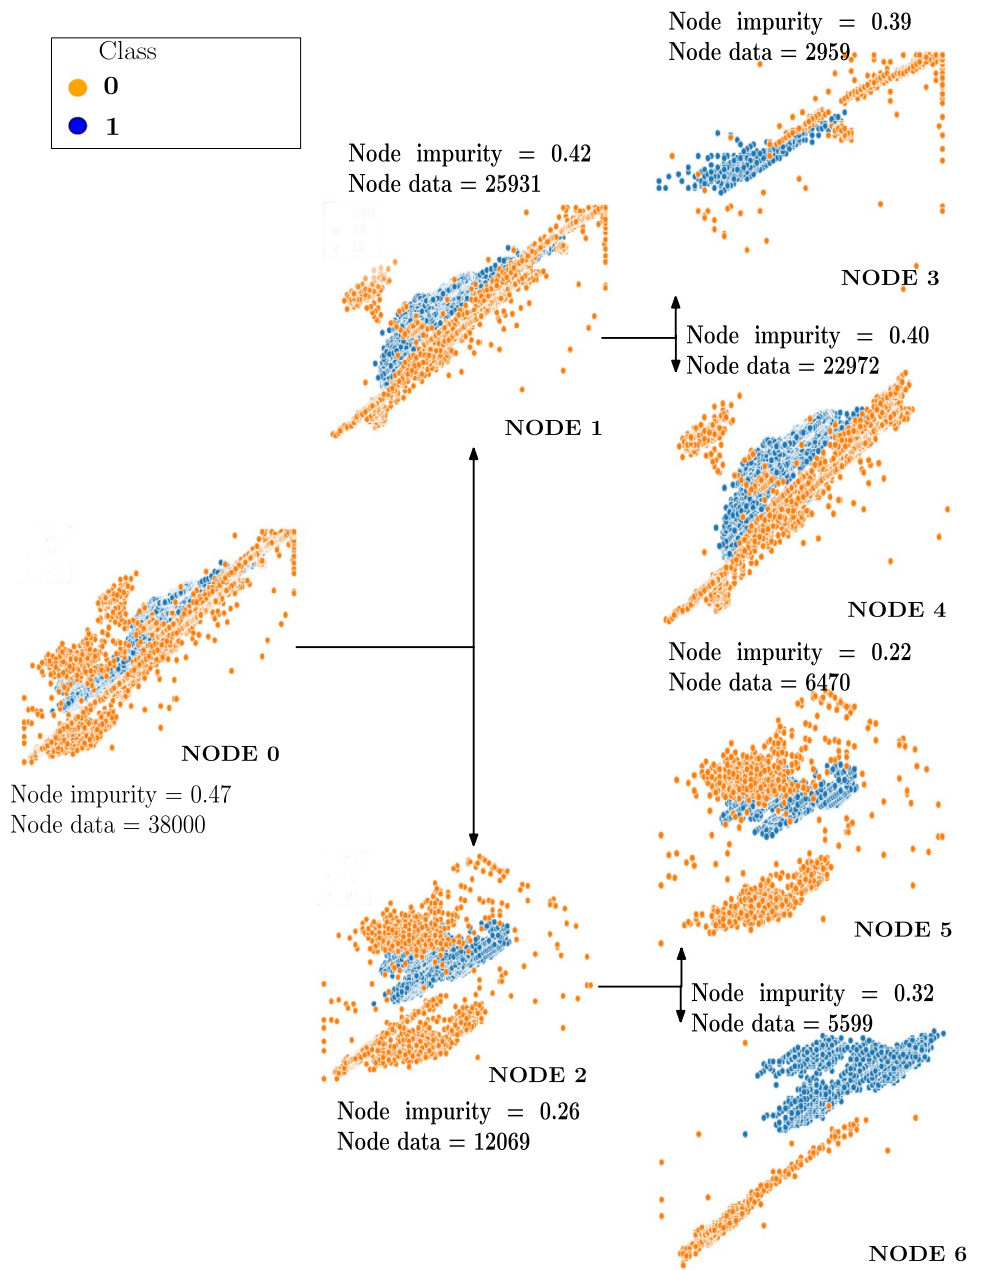 Class
0
1
Node impurity = 0.39
Node data = 2959
NODE 3
Node impurity = 0.42
Node data = 25931
NODE 1
Node impurity = 0.40
Node data = 22972
NODE 4
NODE 0
Node impurity = 0.47
Node data = 38000
Node impurity = 0.22
Node data = 6470
NODE 5
NODE 2
Node impurity = 0.26
Node data = 12069
Node impurity = 0.32
Node data = 5599
NODE 6